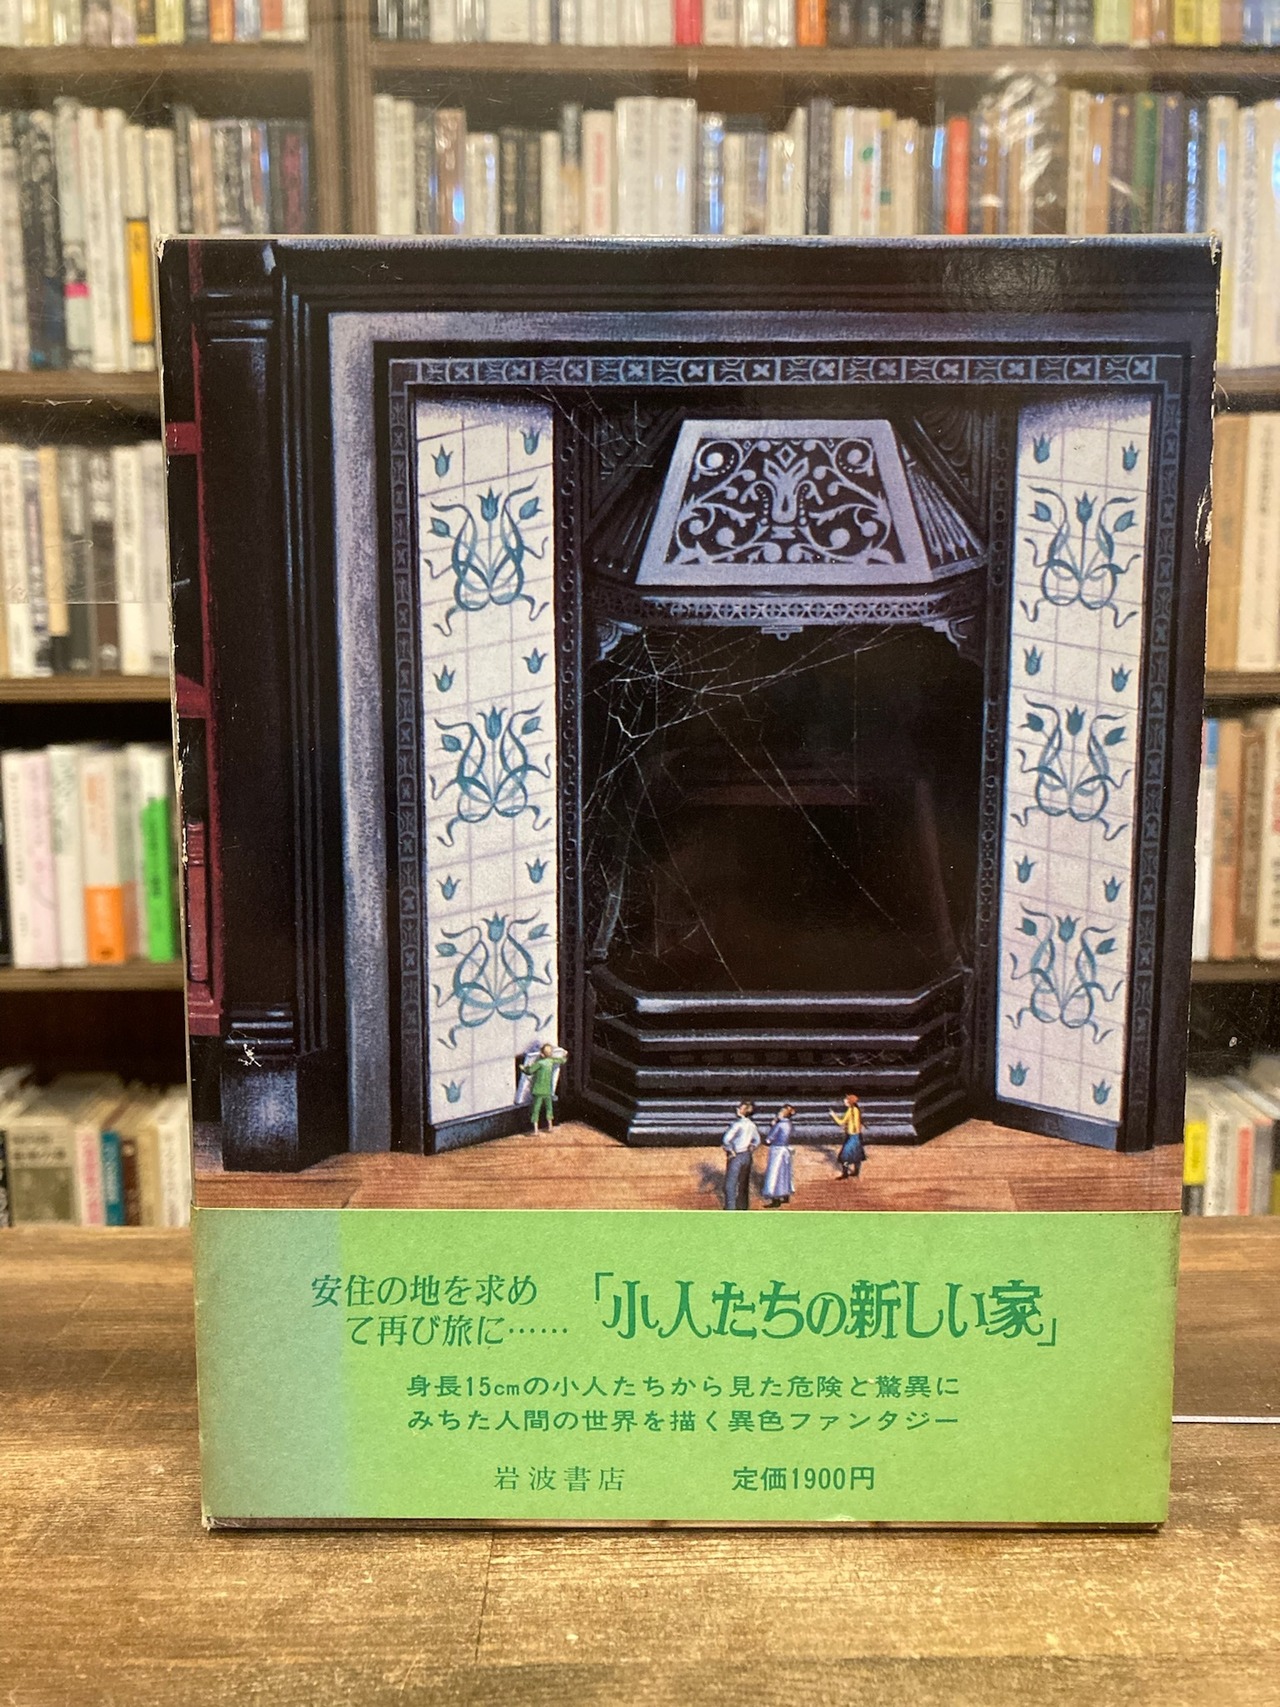 安住の地を求め
て再び旅に……
「小人たちの新しい家」
身長15cmの小人たちから見た危険と驚異に
みちた人間の世界を描く異色ファンタジー
岩波書店 定価1900円